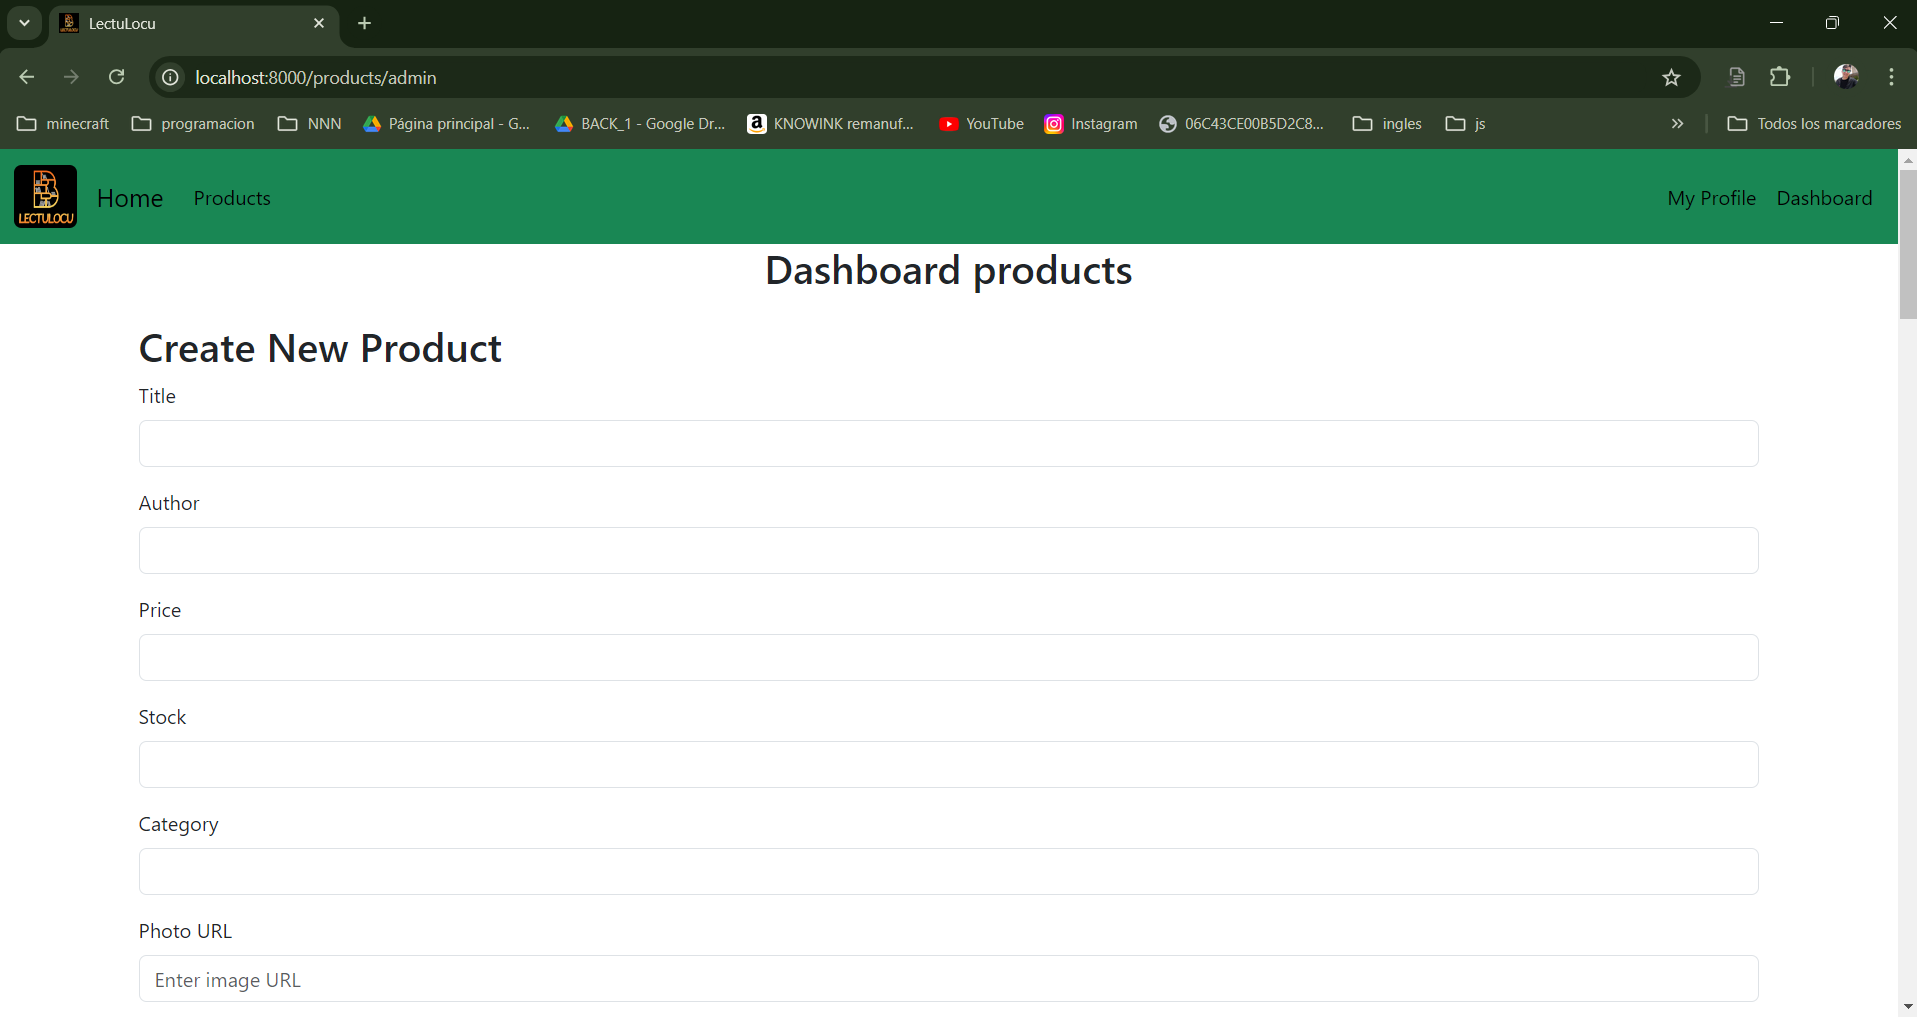 LectuLocu
localhost:8000/products/admin
minecraft programacion NNN Página principal - G... BACK_1 - Google Dr... KNOWINK remanuf... YouTube Instagram 06C43CE00B5D2C8... ingles js Todos los marcadores
LECTULOCU Home Products My Profile Dashboard
Dashboard products
Create New Product
Title
Author
Price
Stock
Category
Photo URL
Enter image URL